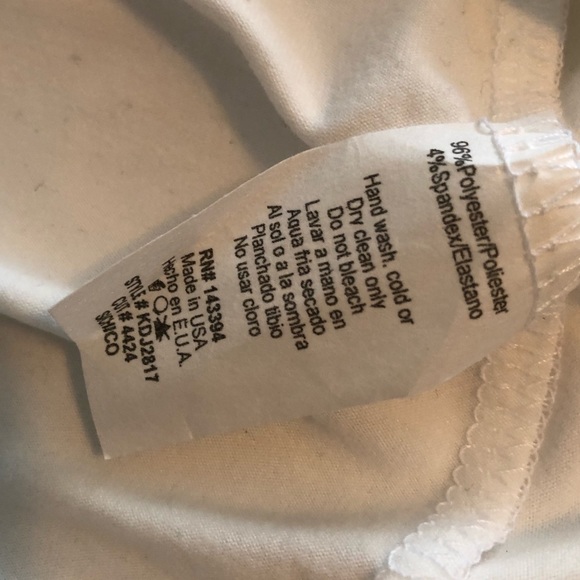 96%Polyester/Poliester
4%Spandex/Elastano
Hand wash. cold or
Dry clean only
Do not bleach
Lavar a mano en
Aqua fria secado
Al sol o a la sombra
Planchado tibio
No usar cloro
RN# 143394
Made in USA
Hecho en E.U.A.
STYLE # KDJ2817
CUT# 4424